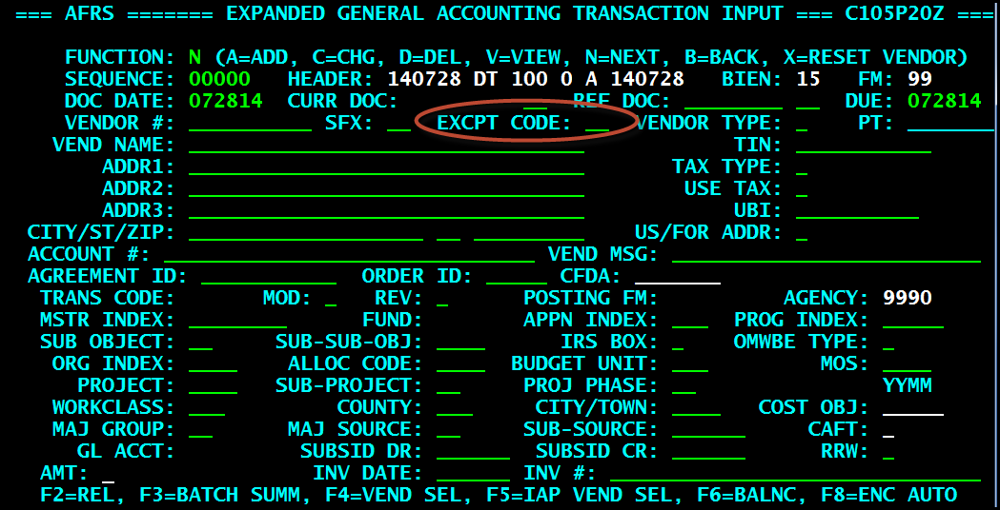 === AFRS ======= EXPANDED GENERAL ACCOUNTING TRANSACTION INPUT === C105P20Z ===
FUNCTION: N (A=ADD, C=CHG, D=DEL, V=VIEW, N=NEXT, B=BACK, X=RESET VENDOR)
SEQUENCE: 00000 HEADER: 140728 DT 100 0 A 140728 BIEN: 15 FM: 99
DOC DATE: 072814 CURR DOC: REF DOC: DUE: 072814
VENDOR #: SFX: EXCPT CODE: VENDOR TYPE: PT:
VEND NAME: TIN:
ADDR1: TAX TYPE:
ADDR2: USE TAX:
ADDR3: UBI:
CITY/ST/ZIP: US/FOR ADDR:
ACCOUNT #: VEND MSG:
AGREEMENT ID: ORDER ID: CFDA:
TRANS CODE: MOD: REV: POSTING FM: AGENCY: 9990
MSTR INDEX: FUND: APPN INDEX: PROG INDEX:
SUB OBJECT: SUB-SUB-OBJ: IRS BOX: OMWBE TYPE:
ORG INDEX: ALLOC CODE: BUDGET UNIT: MOS:
PROJECT: SUB-PROJECT: PROJ PHASE: YYMM
WORKCLASS: COUNTY: CITY/TOWN: COST OBJ:
MAJ GROUP: MAJ SOURCE: SUB-SOURCE: CAFT:
GL ACCT: SUBSID DR: SUBSID CR: RRW:
AMT: INV DATE: INV #:
F2=REL, F3=BATCH SUMM, F4=VEND SEL, F5=IAP VEND SEL, F6=BALNC, F8=ENC AUTO